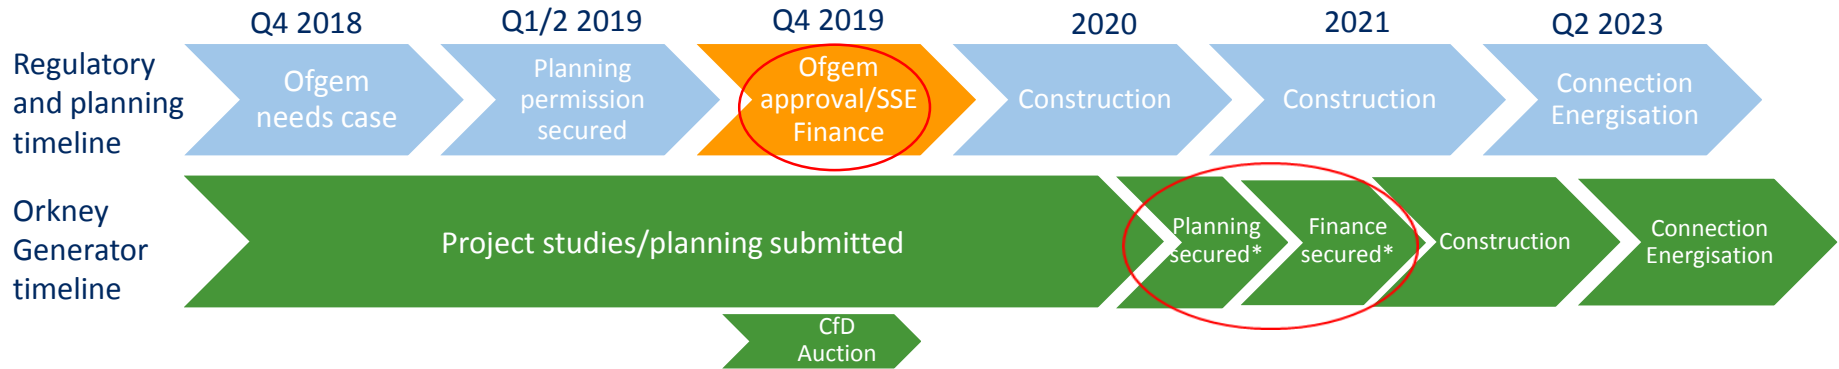 Q4 2018
Q1/2 2019
Q4 2019
2020
2021
Q2 2023
Regulatory
and planning
timeline
Ofgem
needs case
Planning
permission
secured
Ofgem
approval/SSE
Finance
Construction
Construction
Connection
Energisation
Orkney
Generator
timeline
Project studies/planning submitted
Planning
secured*
Finance
secured*
Construction
Connection
Energisation
CfD
Auction